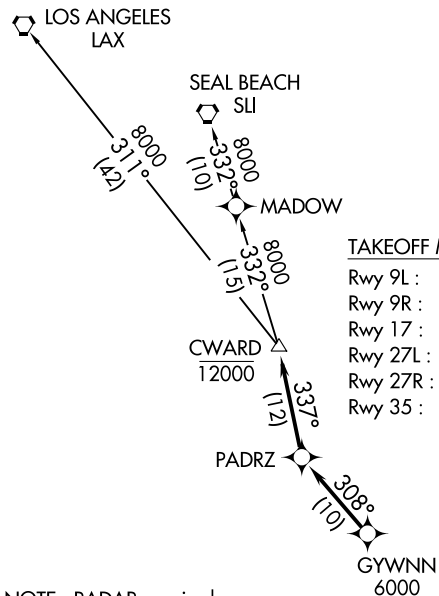 LOS ANGELES
LAX
SEAL BEACH
SLI
8000
311°
(42)
8000
332°
(10)
MADOW
8000
332°
(15)
TAKEOFF
Rwy 9L :
Rwy 9R :
Rwy 17 :
Rwy 27L :
Rwy 27R :
Rwy 35 :
CWARD
12000
337°
(12)
PADRZ
308°
(10)
GYWNN
6000
NOTE: RADAR